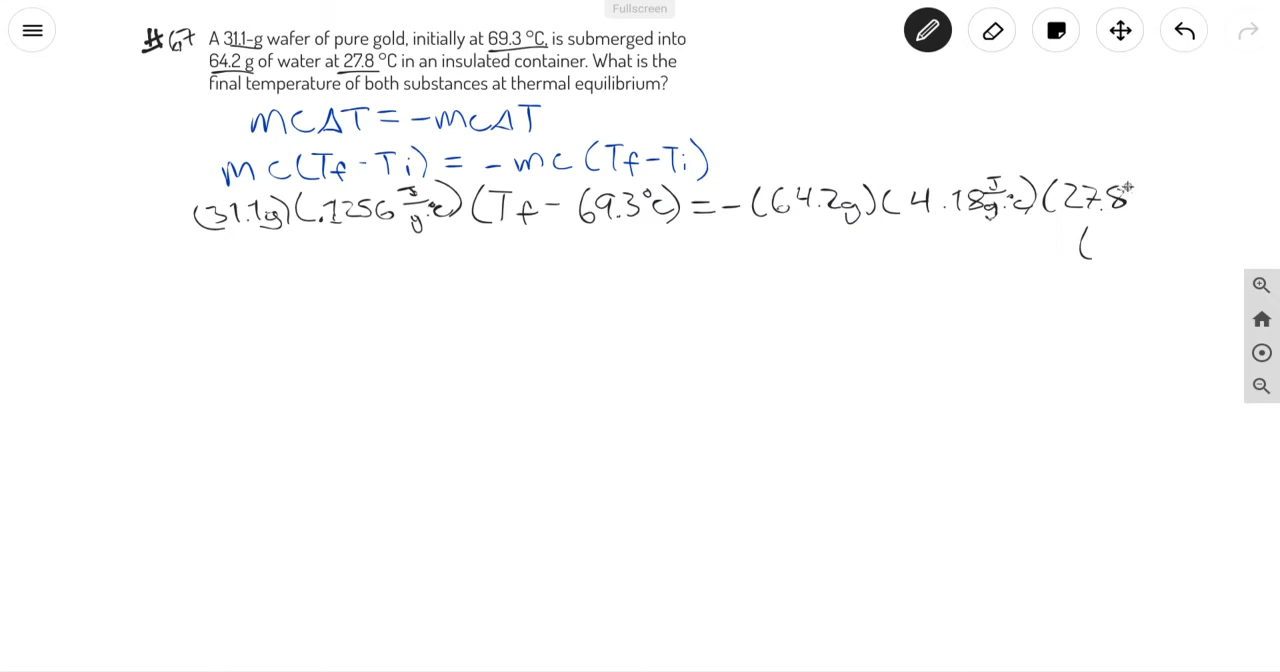 Fullscreen
#67 A 31.1-g wafer of pure gold, initially at 69.3 °C, is submerged into
64.2 g of water at 27.8 °C in an insulated container. What is the
final temperature of both substances at thermal equilibrium?
mCΔT = -mCΔT
mC(Tf - Ti) = -mC(Tf - Ti)
(31.1g)(.1256 J/g·°C)(Tf - 69.3°C) = -(64.2g)(4.18 J/g·°C)(27.8°
(